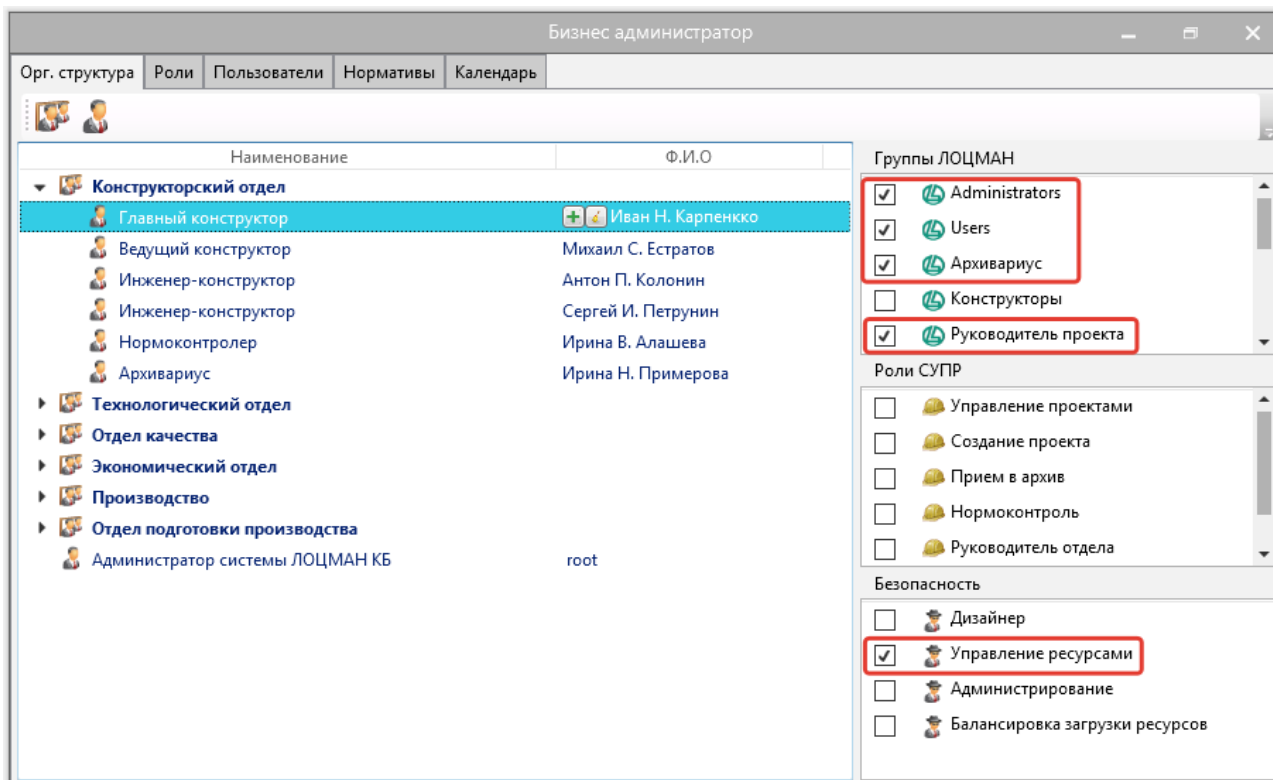 Бизнес администратор
Орг. структура Роли Пользователи Нормативы Календарь
Наименование Ф.И.О
Конструкторский отдел
Главный конструктор Иван Н. Карпенкко
Ведущий конструктор Михаил С. Естратов
Инженер-конструктор Антон П. Колонин
Инженер-конструктор Сергей И. Петрунин
Нормоконтролер Ирина В. Алашева
Архивариус Ирина Н. Примерова
Технологический отдел
Отдел качества
Экономический отдел
Производство
Отдел подготовки производства
Администратор системы ЛОЦМАН КБ root
Группы ЛОЦМАН
Administrators
Users
Архивариус
Конструкторы
Руководитель проекта
Роли СУПР
Управление проектами
Создание проекта
Прием в архив
Нормоконтроль
Руководитель отдела
Безопасность
Дизайнер
Управление ресурсами
Администрирование
Балансировка загрузки ресурсов